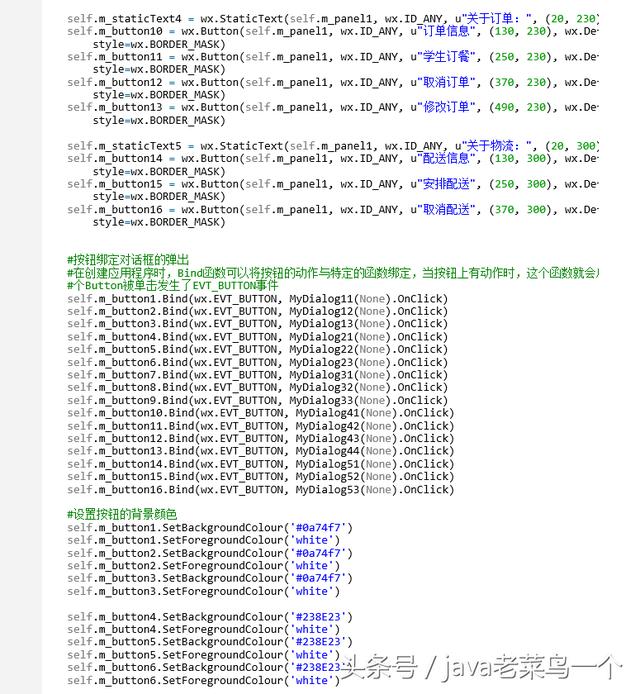 self.m_staticText4 = wx.StaticText(self.m_panel1, wx.ID_ANY, u"关于订单：", (20, 230)
self.m_button10 = wx.Button(self.m_panel1, wx.ID_ANY, u"订单信息", (130, 230), wx.De
style=wx.BORDER_MASK)
self.m_button11 = wx.Button(self.m_panel1, wx.ID_ANY, u"学生订餐", (250, 230), wx.De
style=wx.BORDER_MASK)
self.m_button12 = wx.Button(self.m_panel1, wx.ID_ANY, u"取消订单", (370, 230), wx.De
style=wx.BORDER_MASK)
self.m_button13 = wx.Button(self.m_panel1, wx.ID_ANY, u"修改订单", (490, 230), wx.De
style=wx.BORDER_MASK)
self.m_staticText5 = wx.StaticText(self.m_panel1, wx.ID_ANY, u"关于物流：", (20, 300)
self.m_button14 = wx.Button(self.m_panel1, wx.ID_ANY, u"配送信息", (130, 300), wx.De
style=wx.BORDER_MASK)
self.m_button15 = wx.Button(self.m_panel1, wx.ID_ANY, u"安排配送", (250, 300), wx.De
style=wx.BORDER_MASK)
self.m_button16 = wx.Button(self.m_panel1, wx.ID_ANY, u"取消配送", (370, 300), wx.De
style=wx.BORDER_MASK)
#按钮绑定对话框的弹出
#在创建应用程序时，Bind函数可以将按钮的动作与特定的函数绑定，当按钮上有动作时，这个函数就会
#个Button被单击发生了EVT_BUTTON事件
self.m_button1.Bind(wx.EVT_BUTTON, MyDialog11(None).OnClick)
self.m_button2.Bind(wx.EVT_BUTTON, MyDialog12(None).OnClick)
self.m_button3.Bind(wx.EVT_BUTTON, MyDialog13(None).OnClick)
self.m_button4.Bind(wx.EVT_BUTTON, MyDialog21(None).OnClick)
self.m_button5.Bind(wx.EVT_BUTTON, MyDialog22(None).OnClick)
self.m_button6.Bind(wx.EVT_BUTTON, MyDialog23(None).OnClick)
self.m_button7.Bind(wx.EVT_BUTTON, MyDialog31(None).OnClick)
self.m_button8.Bind(wx.EVT_BUTTON, MyDialog32(None).OnClick)
self.m_button9.Bind(wx.EVT_BUTTON, MyDialog33(None).OnClick)
self.m_button10.Bind(wx.EVT_BUTTON, MyDialog41(None).OnClick)
self.m_button11.Bind(wx.EVT_BUTTON, MyDialog42(None).OnClick)
self.m_button12.Bind(wx.EVT_BUTTON, MyDialog43(None).OnClick)
self.m_button13.Bind(wx.EVT_BUTTON, MyDialog44(None).OnClick)
self.m_button14.Bind(wx.EVT_BUTTON, MyDialog51(None).OnClick)
self.m_button15.Bind(wx.EVT_BUTTON, MyDialog52(None).OnClick)
self.m_button16.Bind(wx.EVT_BUTTON, MyDialog53(None).OnClick)
#设置按钮的背景颜色
self.m_button1.SetBackgroundColour('#0a74f7')
self.m_button1.SetForegroundColour('white')
self.m_button2.SetBackgroundColour('#0a74f7')
self.m_button2.SetForegroundColour('white')
self.m_button3.SetBackgroundColour('#0a74f7')
self.m_button3.SetForegroundColour('white')
self.m_button4.SetBackgroundColour('#238E23')
self.m_button4.SetForegroundColour('white')
self.m_button5.SetBackgroundColour('#238E23')
self.m_button5.SetForegroundColour('white')
self.m_button6.SetBackgroundColour('#238E23')
self.m_button6.SetForegroundColour('white')
头条号 / java老菜鸟一个